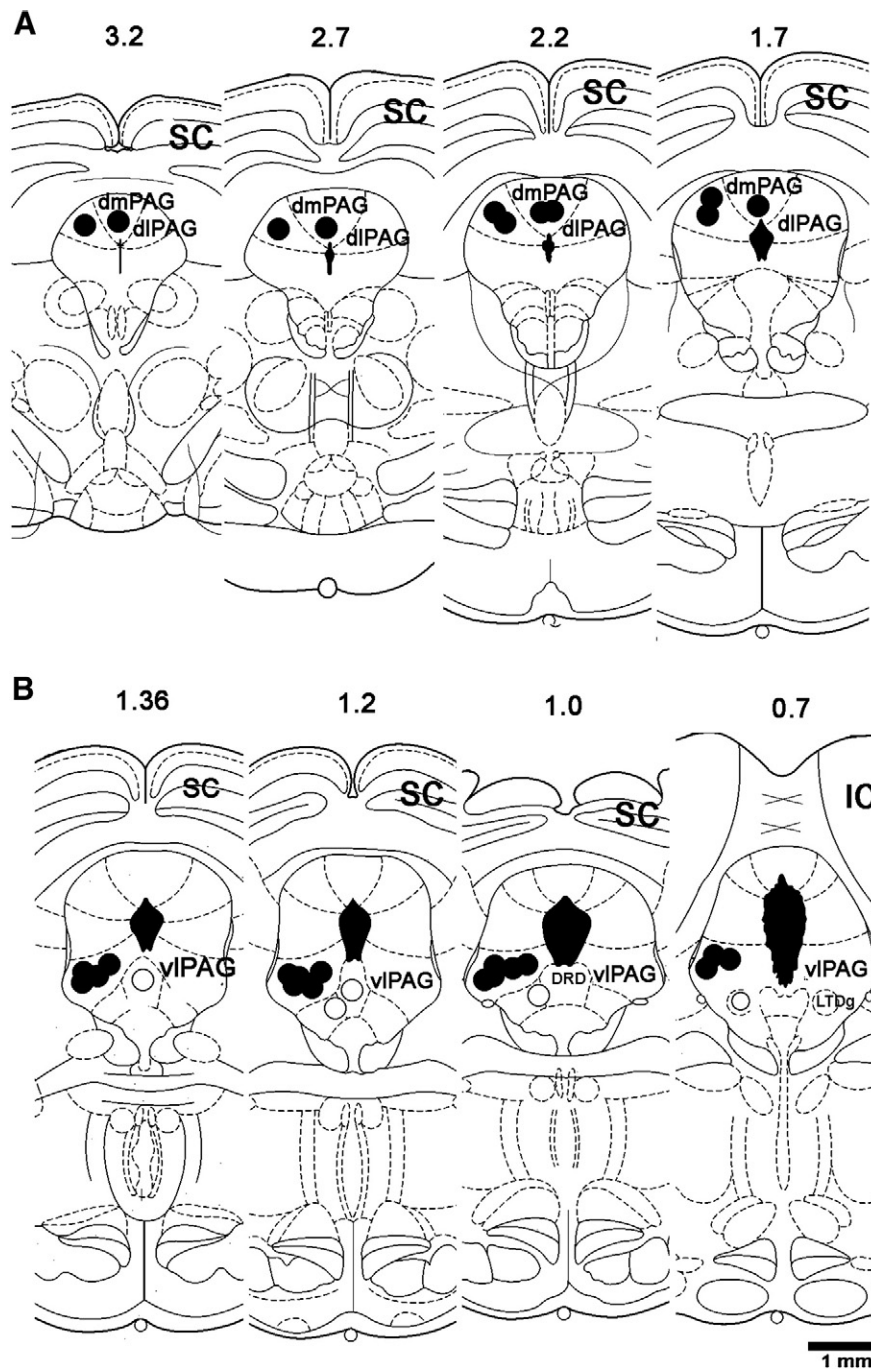 A
3.2 2.7 2.2 1.7
SC SC SC SC
dmPAG dmPAG dmPAG dmPAG
dlPAG dlPAG dlPAG dlPAG
B
1.36 1.2 1.0 0.7
SC SC SC IC
vlPAG vlPAG DRD vlPAG vlPAG
LTDg
1 mm